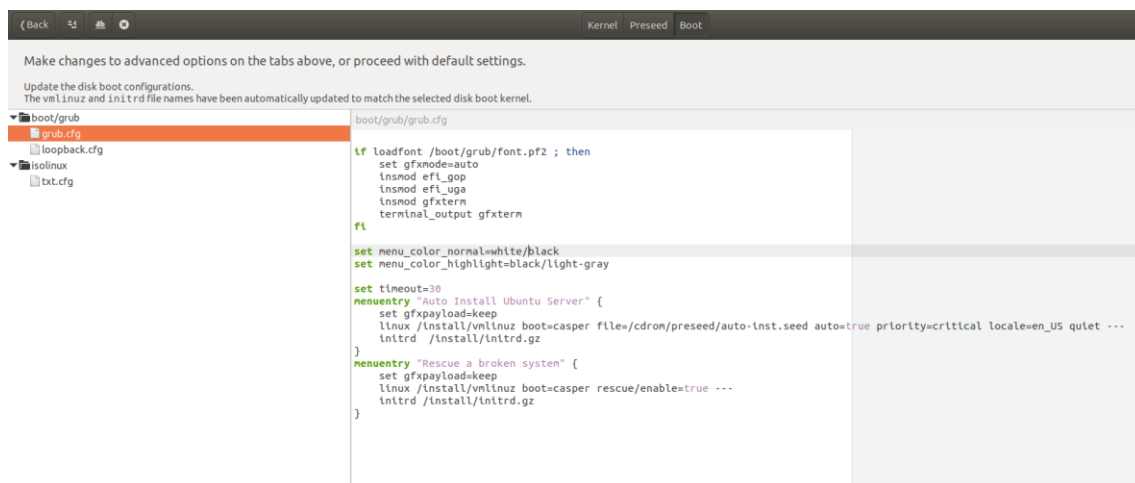 Back
Kernel Preseed Boot
Make changes to advanced options on the tabs above, or proceed with default settings.
Update the disk boot configurations.
The vmlinuz and initrd file names have been automatically updated to match the selected disk boot kernel.
boot/grub
grub.cfg
loopback.cfg
isolinux
txt.cfg
boot/grub/grub.cfg
if loadfont /boot/grub/font.pf2 ; then
    set gfxmode=auto
    insmod efi_gop
    insmod efi_uga
    insmod gfxterm
    terminal_output gfxterm
fi
set menu_color_normal=white/black
set menu_color_highlight=black/light-gray
set timeout=30
menuentry "Auto Install Ubuntu Server" {
    set gfxpayload=keep
    linux /install/vmlinuz boot=casper file=/cdrom/preseed/auto-inst.seed auto=true priority=critical locale=en_US quiet ---
    initrd  /install/initrd.gz
}
menuentry "Rescue a broken system" {
    set gfxpayload=keep
    linux /install/vmlinuz boot=casper rescue/enable=true ---
    initrd /install/initrd.gz
}